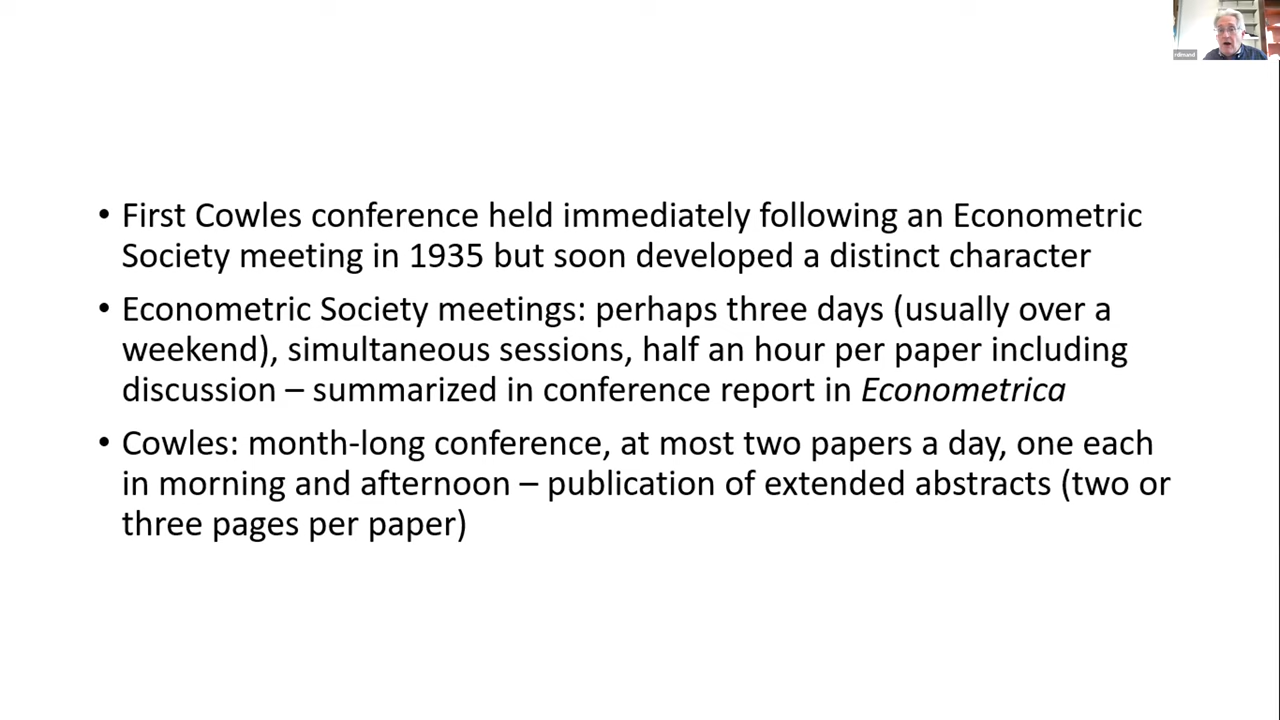 rdimand
• First Cowles conference held immediately following an Econometric
Society meeting in 1935 but soon developed a distinct character
• Econometric Society meetings: perhaps three days (usually over a
weekend), simultaneous sessions, half an hour per paper including
discussion – summarized in conference report in Econometrica
• Cowles: month-long conference, at most two papers a day, one each
in morning and afternoon – publication of extended abstracts (two or
three pages per paper)